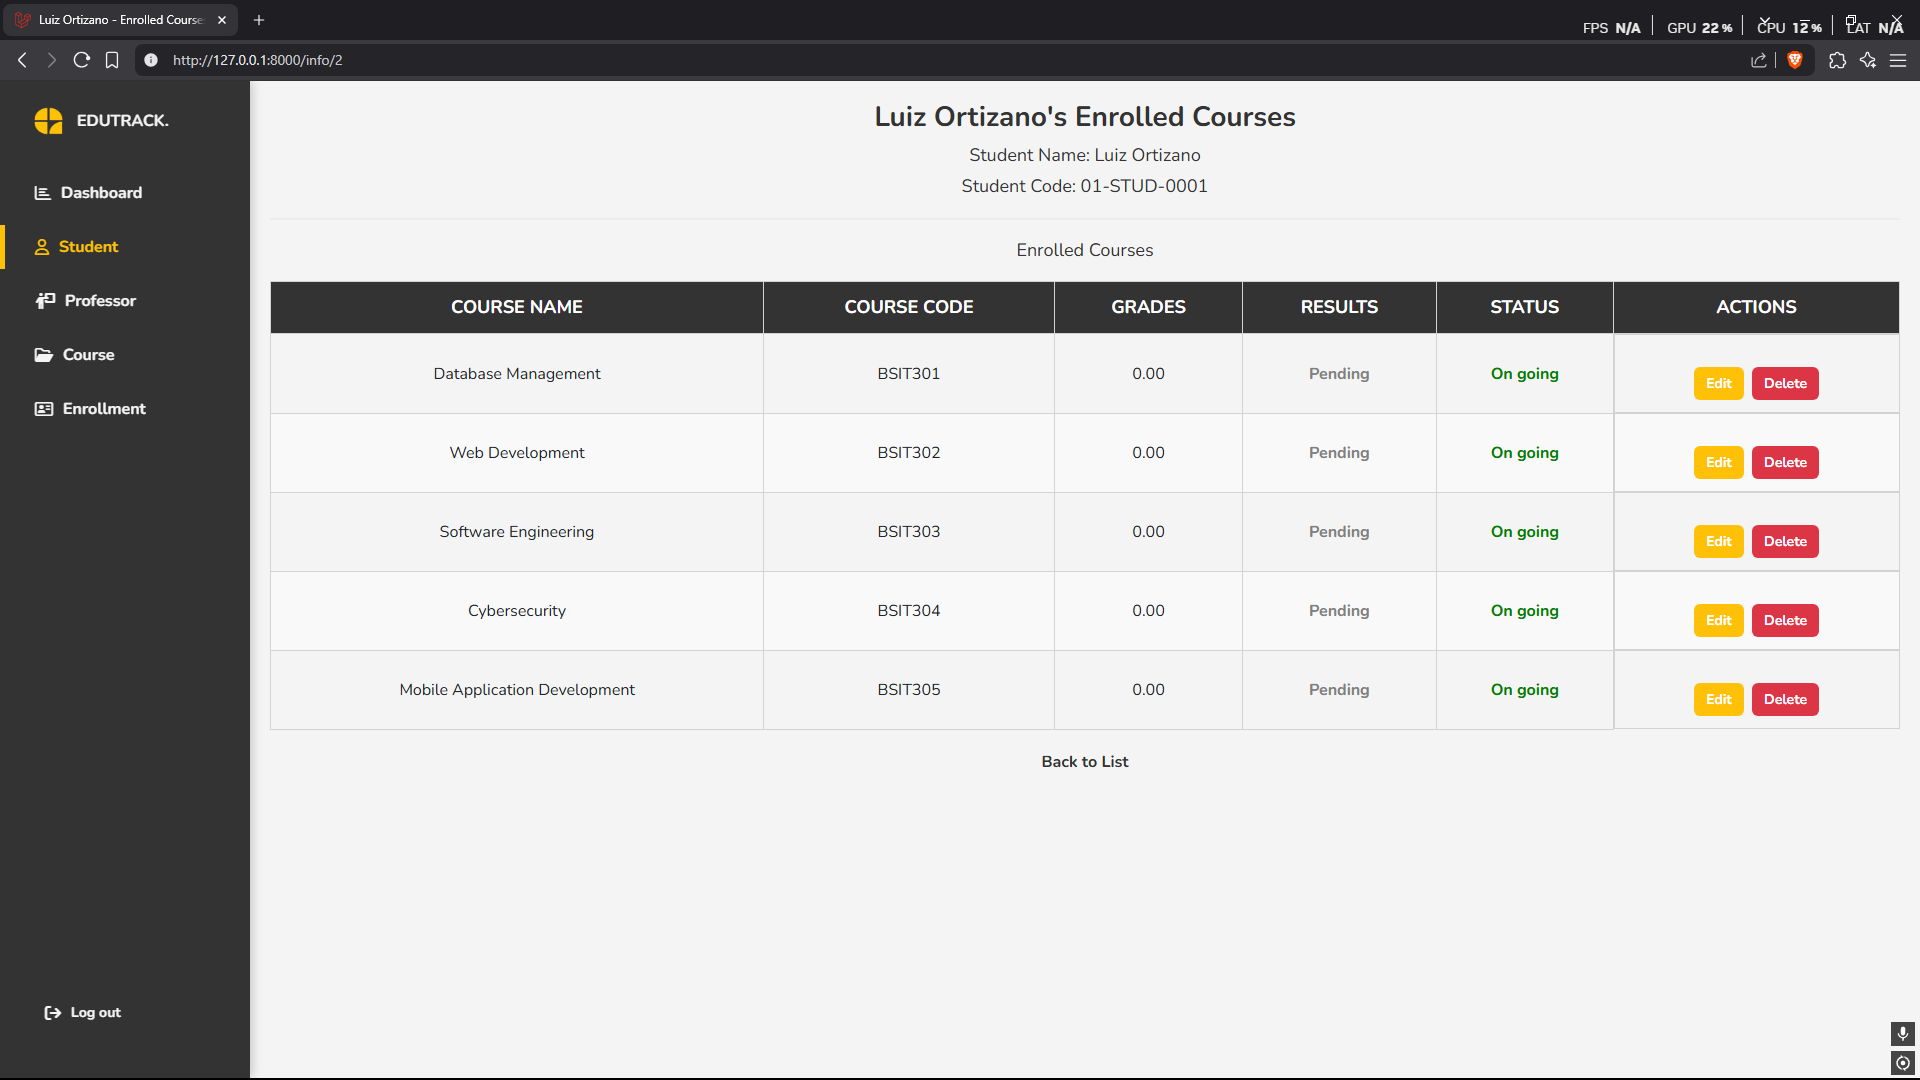 Luiz Ortizano - Enrolled Course
FPS N/A GPU 22 % CPU 12 % LAT N/A
http://127.0.0.1:8000/info/2
EDUTRACK.
Dashboard
Student
Professor
Course
Enrollment
Log out
Luiz Ortizano's Enrolled Courses
Student Name: Luiz Ortizano
Student Code: 01-STUD-0001
Enrolled Courses
COURSE NAME COURSE CODE GRADES RESULTS STATUS ACTIONS
Database Management BSIT301 0.00 Pending On going Edit Delete
Web Development BSIT302 0.00 Pending On going Edit Delete
Software Engineering BSIT303 0.00 Pending On going Edit Delete
Cybersecurity BSIT304 0.00 Pending On going Edit Delete
Mobile Application Development BSIT305 0.00 Pending On going Edit Delete
Back to List